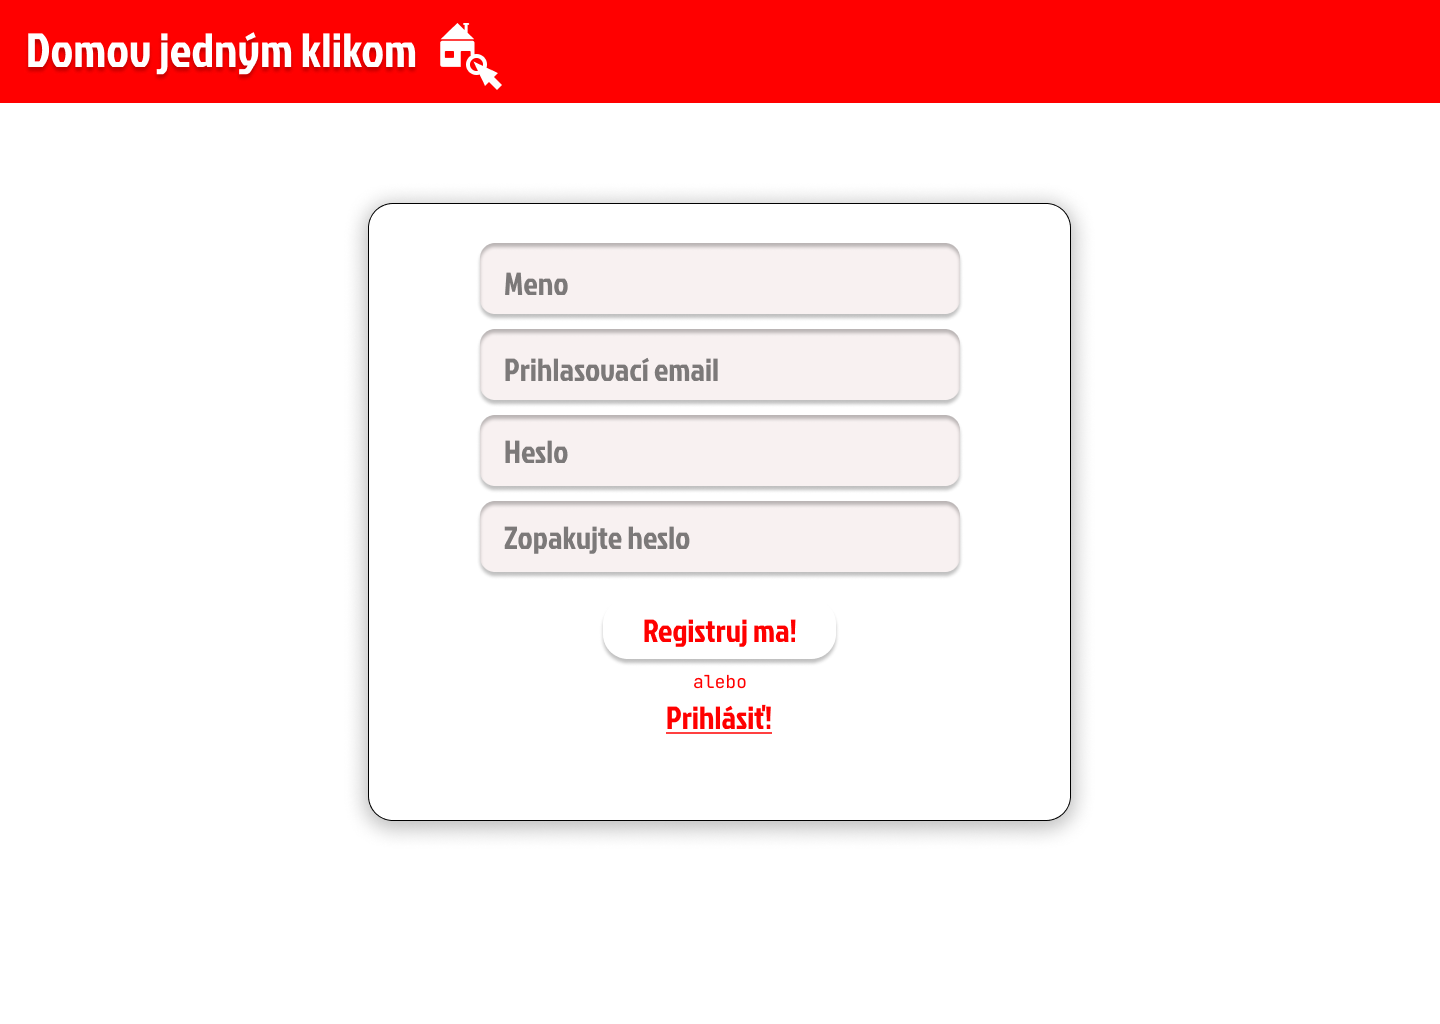 Domov jedným klikom
Meno
Prihlasovací email
Heslo
Zopakujte heslo
Registruj ma!
alebo
Prihlásiť!